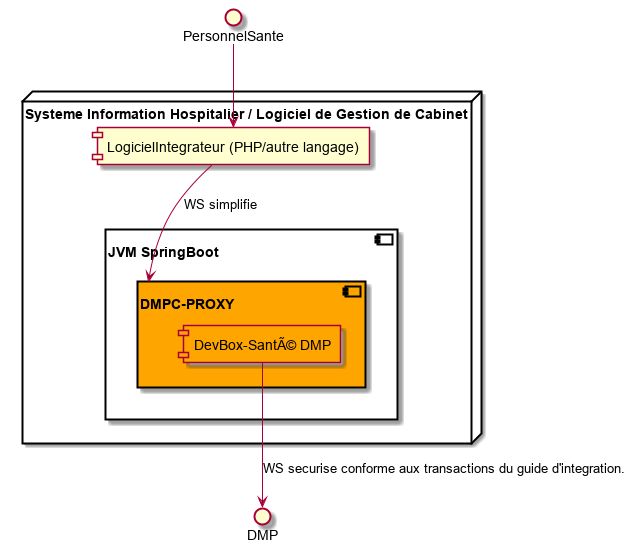 PersonnelSante
Systeme Information Hospitalier / Logiciel de Gestion de Cabinet
LogicielIntegrateur (PHP/autre langage)
WS simplifie
JVM SpringBoot
DMPC-PROXY
DevBox-SantÃ© DMP
WS securise conforme aux transactions du guide d'integration.
DMP